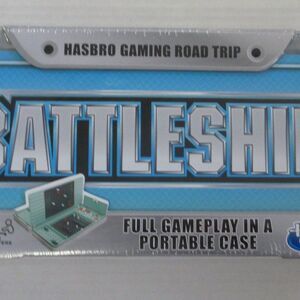 HASBRO GAMING ROAD TRIP
BATTLESHIP
FULL GAMEPLAY IN A
PORTABLE CASE